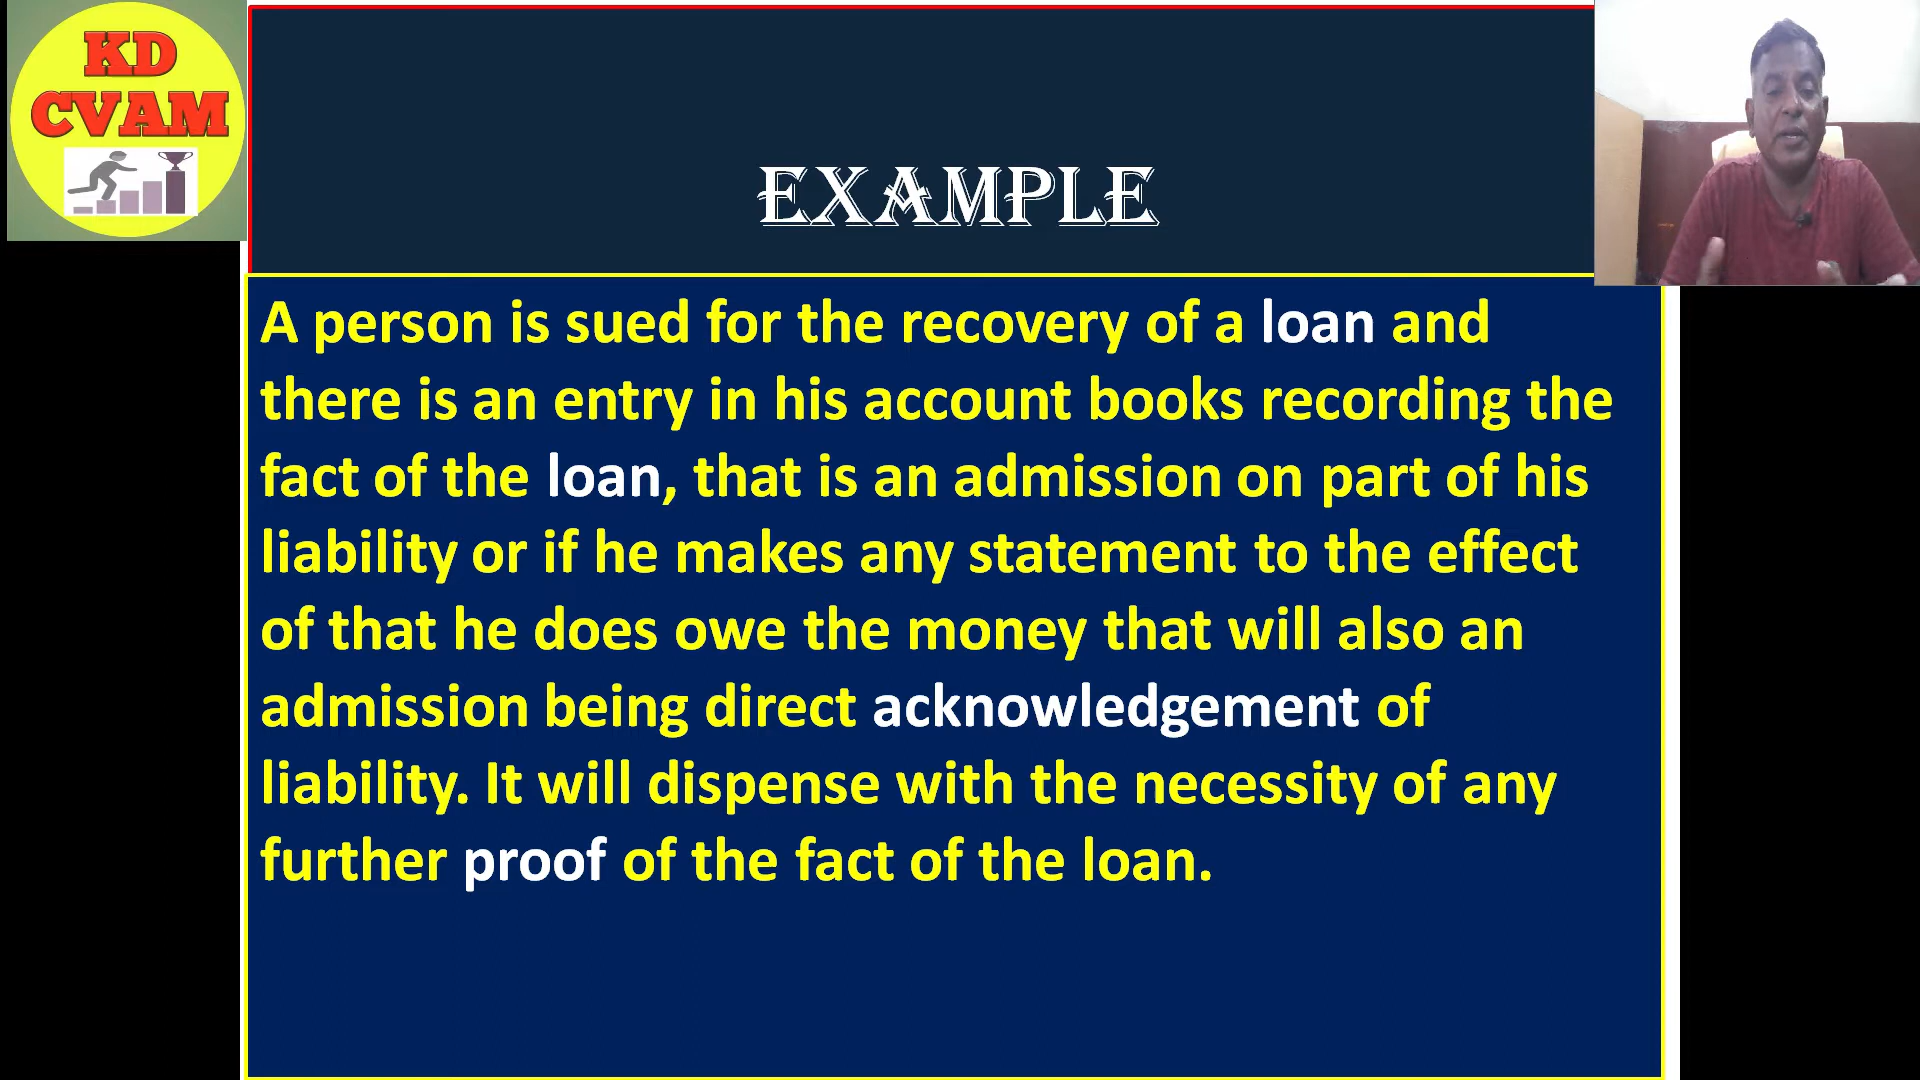 KD
CVAM
EXAMPLE
A person is sued for the recovery of a loan and
there is an entry in his account books recording the
fact of the loan, that is an admission on part of his
liability or if he makes any statement to the effect
of that he does owe the money that will also an
admission being direct acknowledgement of
liability. It will dispense with the necessity of any
further proof of the fact of the loan.